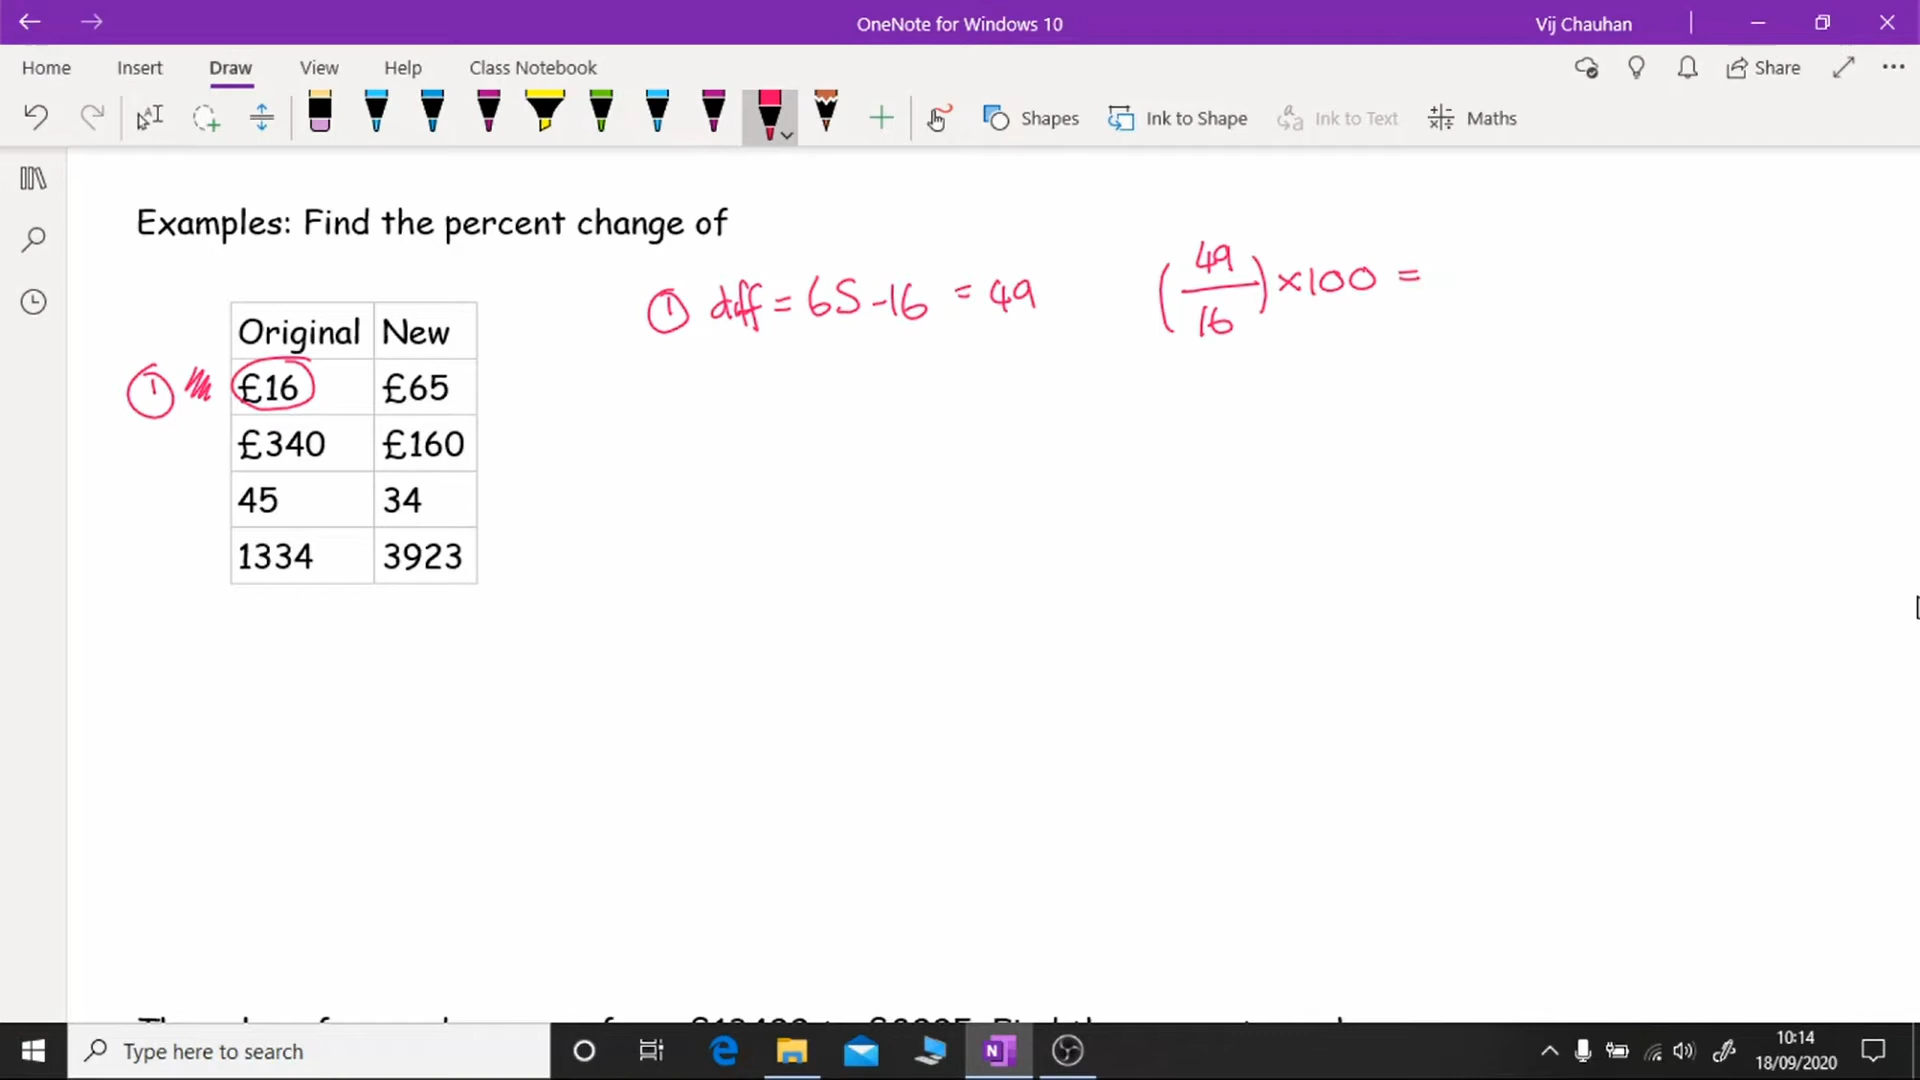 OneNote for Windows 10
Vij Chauhan
Home Insert Draw View Help Class Notebook
Share
Shapes Ink to Shape Ink to Text Maths
Examples: Find the percent change of
① diff = 65 - 16 = 49
(49/16) × 100 =
Original New
① £16 £65
£340 £160
45 34
1334 3923
Type here to search
10:14
18/09/2020